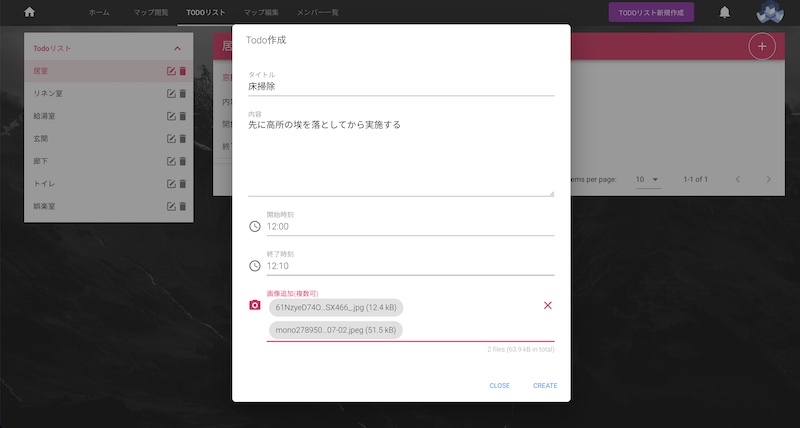 ホーム
マップ閲覧
TODOリスト
マップ編集
メンバー一覧
TODOリスト新規作成
Todoリスト
居室
リネン室
給湯室
玄関
廊下
トイレ
娯楽室
居
窓
内
開
終
ems per page:
10
1-1 of 1
Todo作成
タイトル
床掃除
内容
先に高所の埃を落としてから実施する
開始時刻
12:00
終了時刻
12:10
画像追加(複数可)
61NzyeD74O...SX466_.jpg (12.4 kB)
mono278950...07-02.jpeg (51.5 kB)
2 files (63.9 kB in total)
CLOSE
CREATE